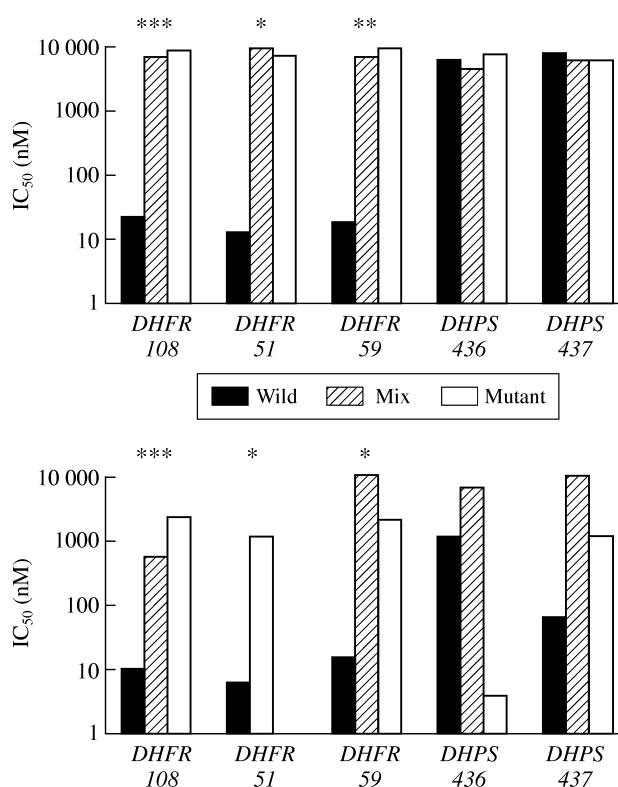 *** * **
10 000
1000
100
10
1
IC50 (nM)
DHFR DHFR DHFR DHPS DHPS
108 51 59 436 437
Wild Mix Mutant
*** * *
10 000
1000
100
10
1
IC50 (nM)
DHFR DHFR DHFR DHPS DHPS
108 51 59 436 437